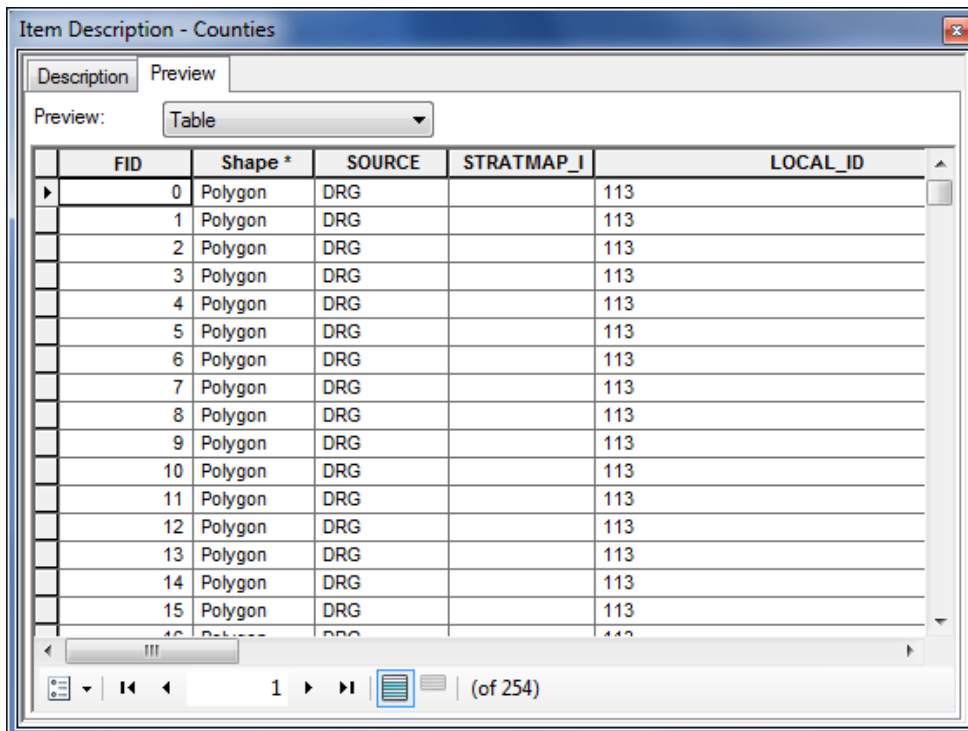 Item Description - Counties
Description Preview
Preview: Table
FID Shape * SOURCE STRATMAP_I LOCAL_ID
0 Polygon DRG 113
1 Polygon DRG 113
2 Polygon DRG 113
3 Polygon DRG 113
4 Polygon DRG 113
5 Polygon DRG 113
6 Polygon DRG 113
7 Polygon DRG 113
8 Polygon DRG 113
9 Polygon DRG 113
10 Polygon DRG 113
11 Polygon DRG 113
12 Polygon DRG 113
13 Polygon DRG 113
14 Polygon DRG 113
15 Polygon DRG 113
1 (of 254)